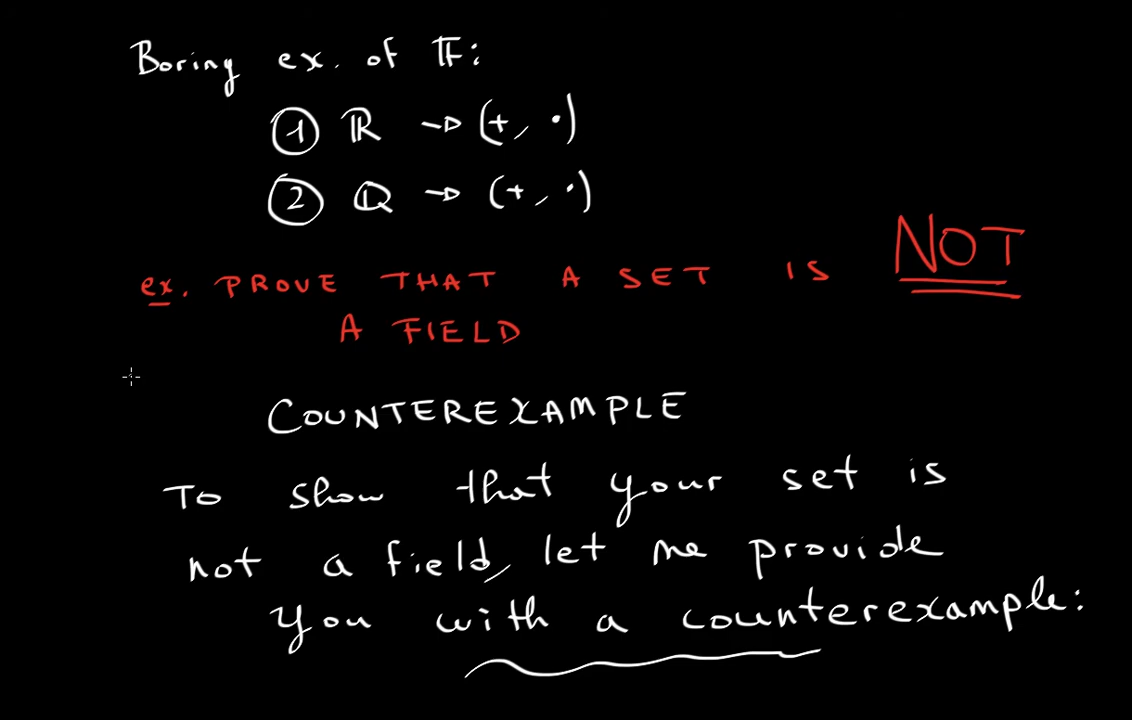 Boring ex. of 𝔽:
① ℝ → (+, ·)
② ℚ → (+, ·)
ex. PROVE THAT A SET IS NOT
A FIELD
COUNTEREXAMPLE
To show that your set is
not a field, let me provide
you with a counterexample: